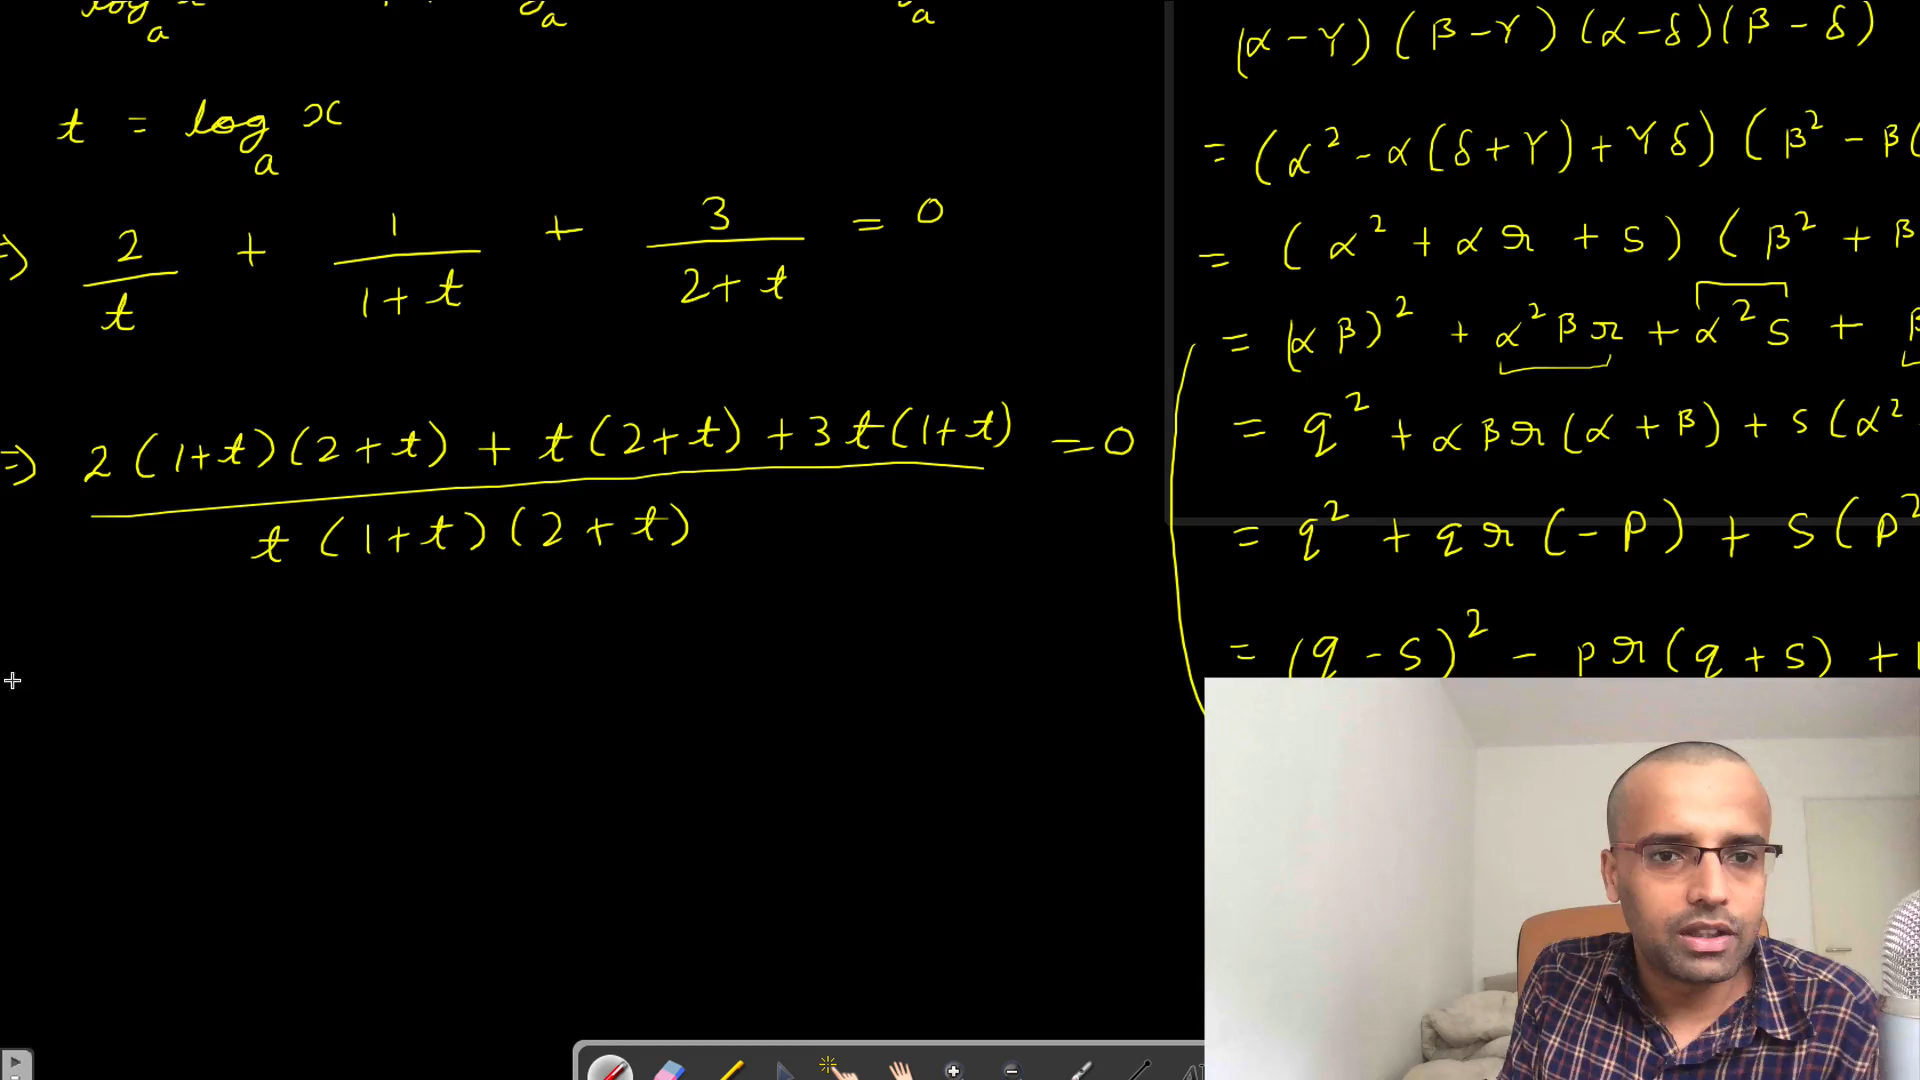 log_a
t = log_a x
⇒ 2/t + 1/(1+t) + 3/(2+t) = 0
⇒ (2(1+t)(2+t) + t(2+t) + 3t(1+t)) / (t(1+t)(2+t)) = 0
(α-γ)(β-γ)(α-δ)(β-δ)
= (α² - α(δ+γ) + γδ)(β² - β(
= (α² + αr + s)(β² + β
= (αβ)² + α²βr + α²s + β
= q² + αβr(α+β) + s(α²
= q² + qr(-p) + s(p²
= (q-s)² - pr(q+s) +